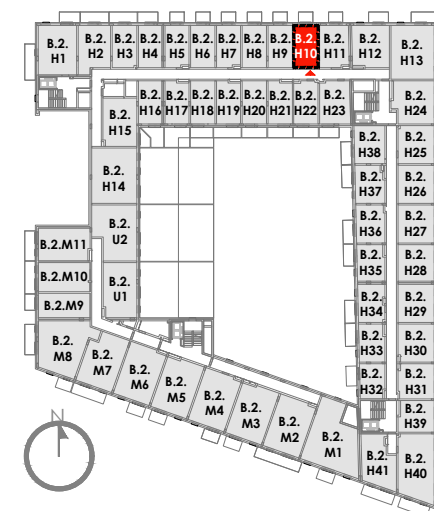 B.2.
H1
B.2.
H2
B.2.
H3
B.2.
H4
B.2.
H5
B.2.
H6
B.2.
H7
B.2.
H8
B.2.
H9
B.2.
H10
B.2.
H11
B.2.
H12
B.2.
H13
B.2.
H16
B.2.
H17
B.2.
H18
B.2.
H19
B.2.
H20
B.2.
H21
B.2.
H22
B.2.
H23
B.2.
H24
B.2.
H15
B.2.
H38
B.2.
H25
B.2.
H14
B.2.
H37
B.2.
H26
B.2.
U2
B.2.
H36
B.2.
H27
B.2.M11
B.2.
H35
B.2.
H28
B.2.M10
B.2.
U1
B.2.
H34
B.2.
H29
B.2.M9
B.2.
M8
B.2.
M7
B.2.
M6
B.2.
M5
B.2.
M4
B.2.
M3
B.2.
M2
B.2.
M1
B.2.
H33
B.2.
H30
B.2.
H32
B.2.
H31
B.2.
H39
B.2.
H41
B.2.
H40
N